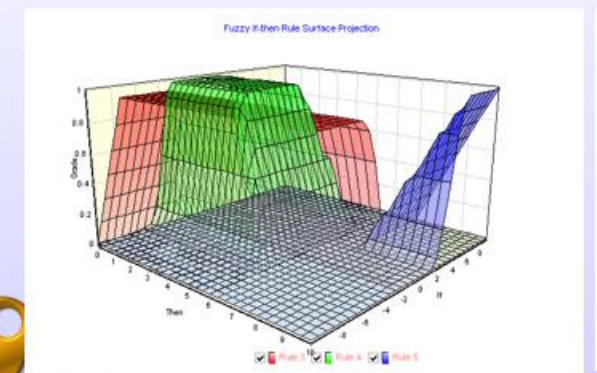 Fuzzy If-then Rule Surface Projection
1
0.8
0.6
0.4
0.2
0
Grade
0 1 2 3 4 5 6 7 8 9 10
Then
-8 -6 -4 -2 0 2 4 6 8
If
Rule 3 Rule 4 Rule 5